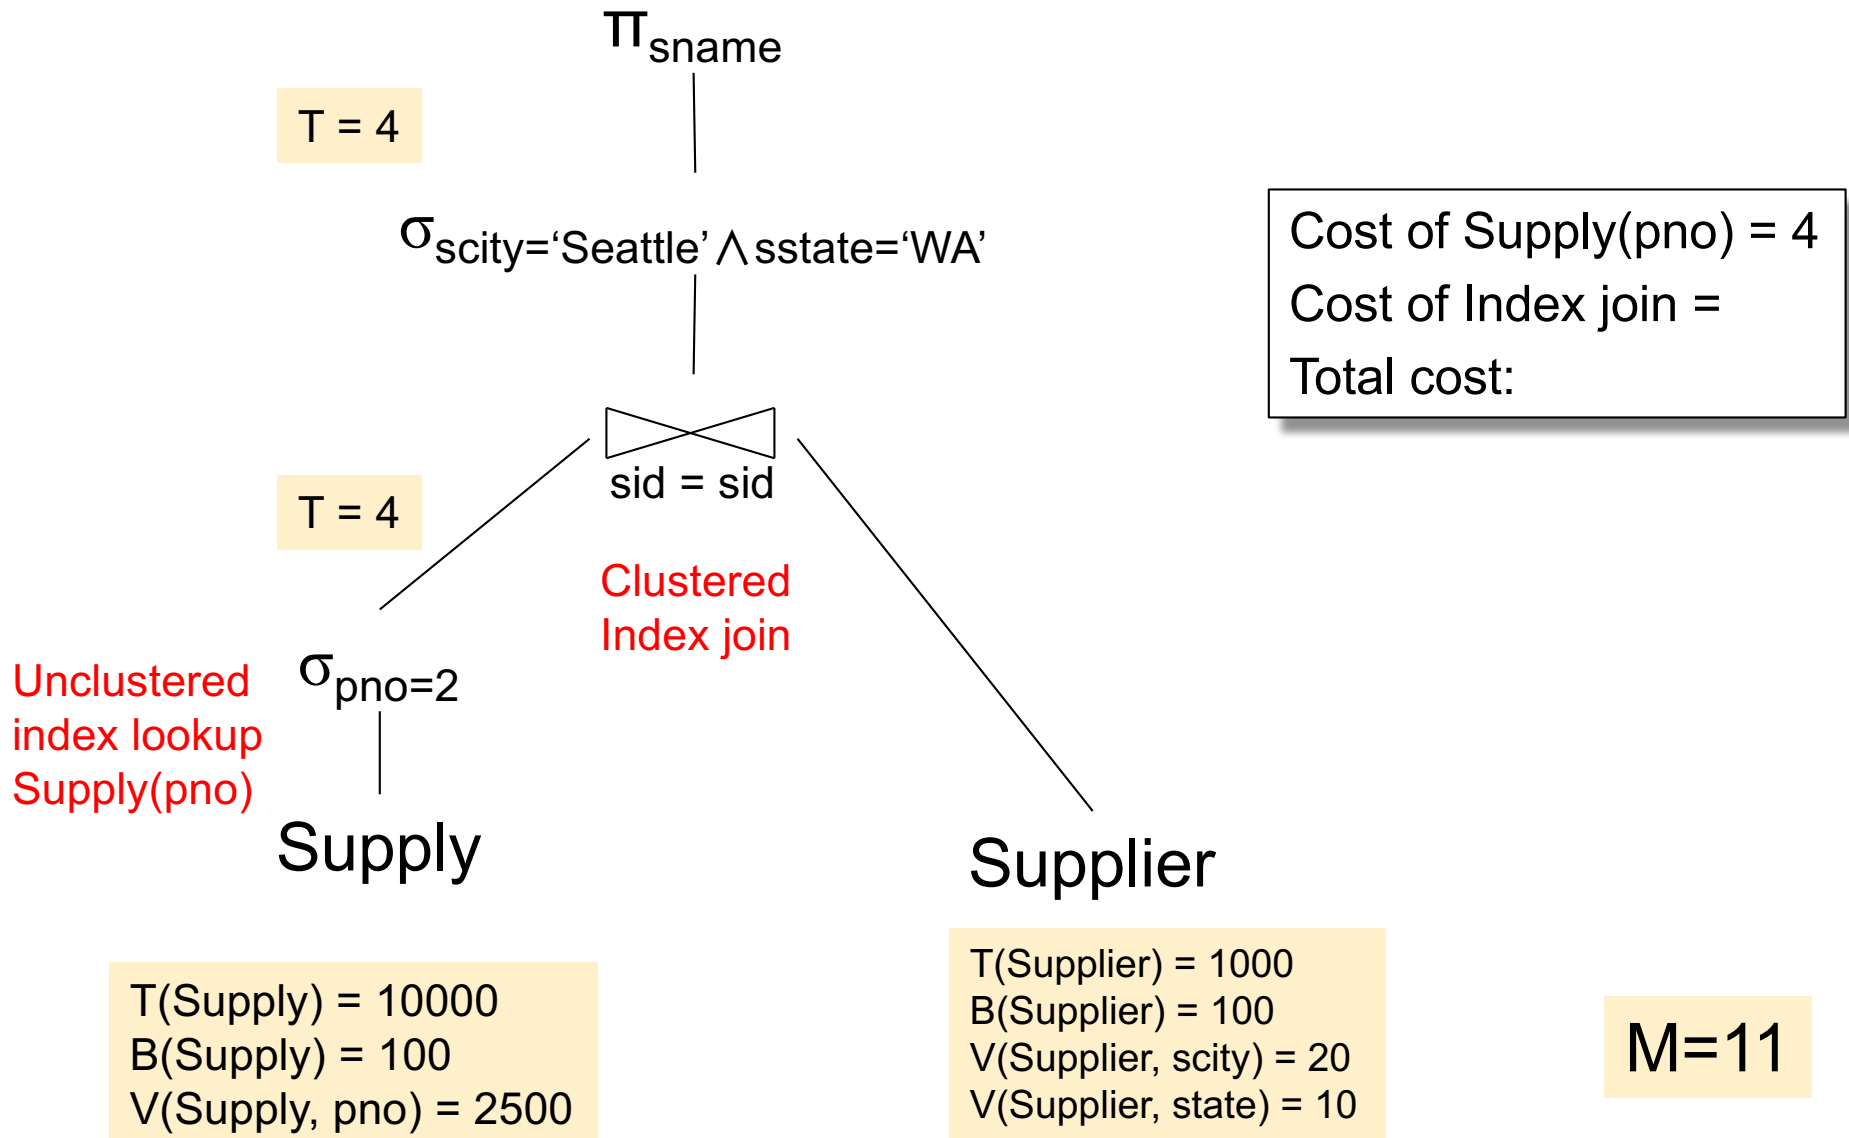 π sname
T = 4
σ scity=‘Seattle’ ∧ sstate=‘WA’
Cost of Supply(pno) = 4
Cost of Index join =
Total cost:
sid = sid
T = 4
Clustered
Index join
Unclustered
index lookup
Supply(pno)
σ pno=2
Supply
Supplier
T(Supply) = 10000
B(Supply) = 100
V(Supply, pno) = 2500
T(Supplier) = 1000
B(Supplier) = 100
V(Supplier, scity) = 20
V(Supplier, state) = 10
M=11